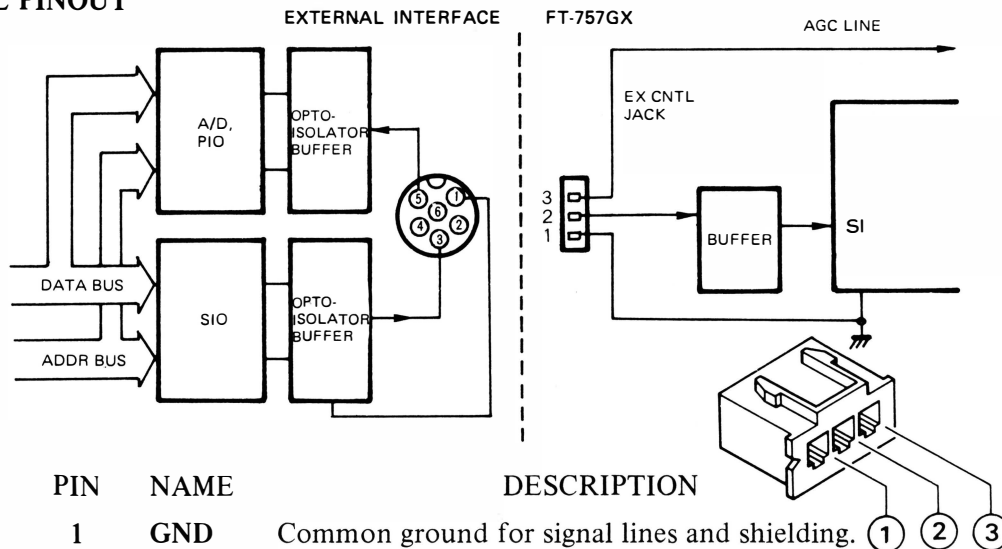 PINOUT
EXTERNAL INTERFACE
FT-757GX
AGC LINE
A/D,
PIO
OPTO-
ISOLATOR
BUFFER
EX CNTL
JACK
5
1
6
4
2
3
3
2
1
BUFFER
SI
DATA BUS
SIO
OPTO-
ISOLATOR
BUFFER
ADDR BUS
PIN NAME DESCRIPTION
1 GND Common ground for signal lines and shielding.
1 2 3